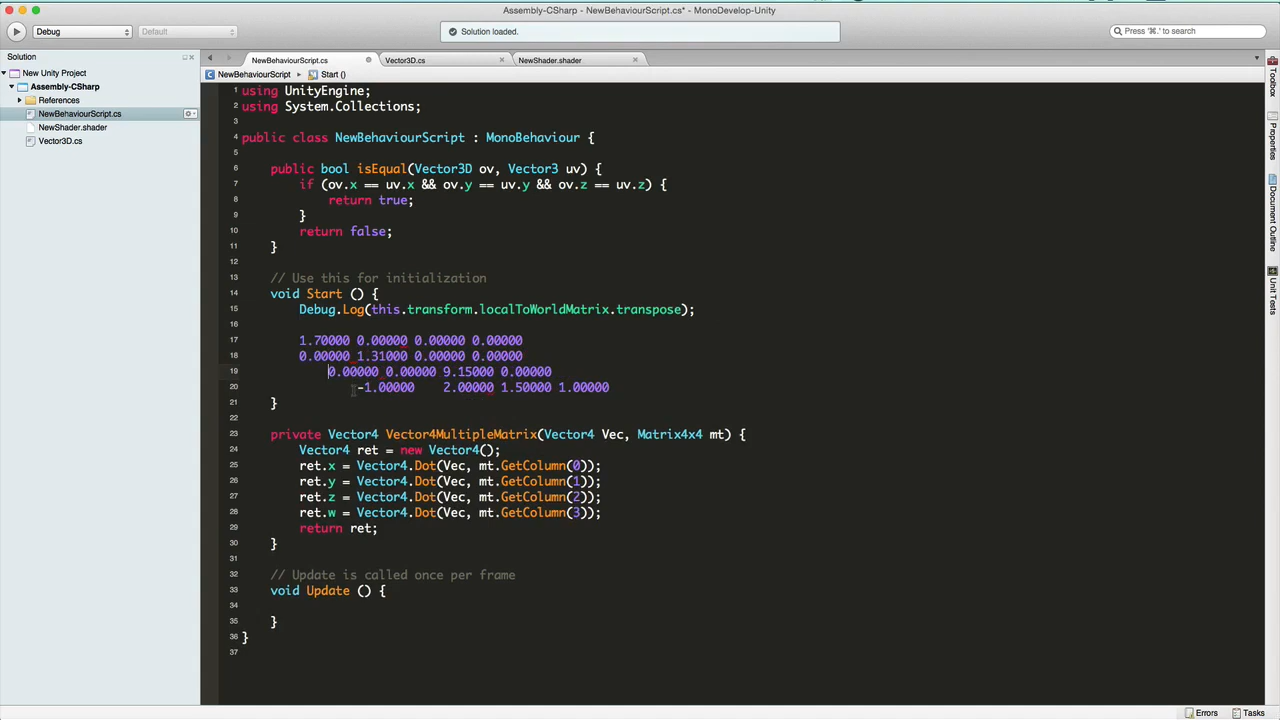 Assembly-CSharp - NewBehaviourScript.cs* - MonoDevelop-Unity
Debug
Default
Solution loaded.
Press '⌘.' to search
Solution
NewBehaviourScript.cs
Vector3D.cs
NewShader.shader
New Unity Project
Assembly-CSharp
References
NewBehaviourScript.cs
NewShader.shader
Vector3D.cs
NewBehaviourScript
Start ()
1 using UnityEngine;
2 using System.Collections;
3
4 public class NewBehaviourScript : MonoBehaviour {
5
6 public bool isEqual(Vector3D ov, Vector3 uv) {
7 if (ov.x == uv.x && ov.y == uv.y && ov.z == uv.z) {
8 return true;
9 }
10 return false;
11 }
12
13 // Use this for initialization
14 void Start () {
15 Debug.Log(this.transform.localToWorldMatrix.transpose);
16
17 1.70000 0.00000 0.00000 0.00000
18 0.00000 1.31000 0.00000 0.00000
19 0.00000 0.00000 9.15000 0.00000
20 -1.00000 2.00000 1.50000 1.00000
21 }
22
23 private Vector4 Vector4MultipleMatrix(Vector4 Vec, Matrix4x4 mt) {
24 Vector4 ret = new Vector4();
25 ret.x = Vector4.Dot(Vec, mt.GetColumn(0));
26 ret.y = Vector4.Dot(Vec, mt.GetColumn(1));
27 ret.z = Vector4.Dot(Vec, mt.GetColumn(2));
28 ret.w = Vector4.Dot(Vec, mt.GetColumn(3));
29 return ret;
30 }
31
32 // Update is called once per frame
33 void Update () {
34
35 }
36 }
37
Toolbox
Properties
Document Outline
Unit Tests
Errors
Tasks